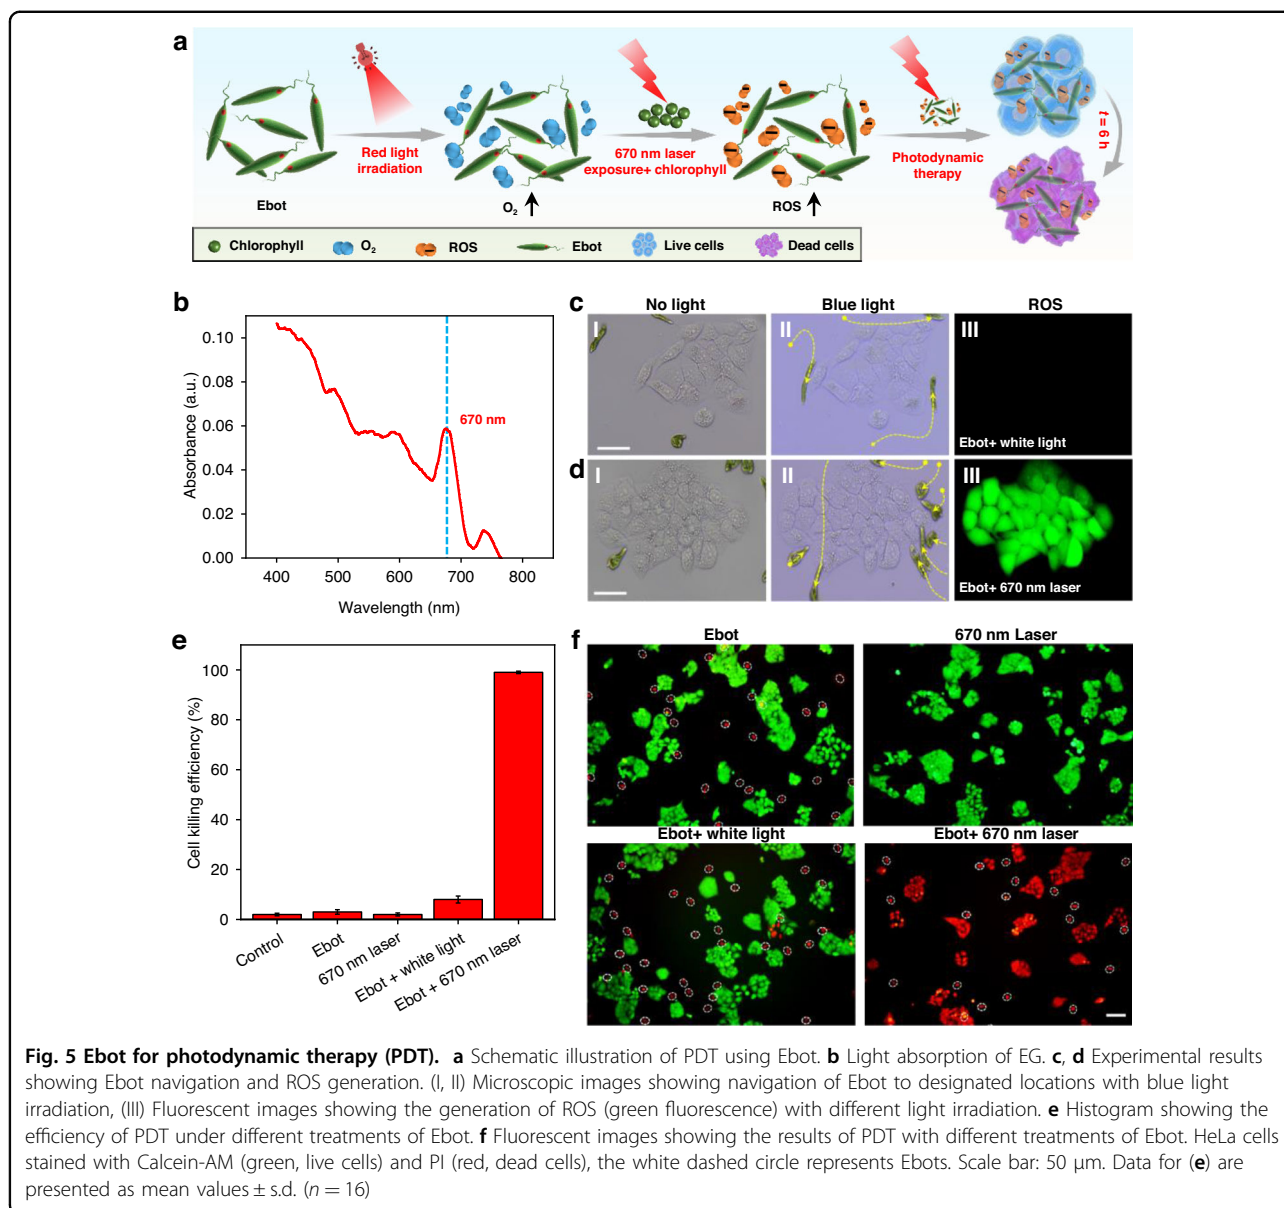 a
Red light
irradiation
670 nm laser
exposure+ chlorophyll
Photodynamic
therapy
t = 6 h
Ebot
O₂ ↑
ROS ↑
Chlorophyll O₂ ROS Ebot Live cells Dead cells
b
Absorbance (a.u.)
0.10
0.08
0.06
0.04
0.02
0.00
670 nm
400 500 600 700 800
Wavelength (nm)
c
No light Blue light ROS
I II III
Ebot+ white light
d
I II III
Ebot+ 670 nm laser
e
Cell killing efficiency (%)
100
80
60
40
20
0
Control
Ebot
670 nm laser
Ebot + white light
Ebot + 670 nm laser
f
Ebot 670 nm Laser
Ebot+ white light Ebot+ 670 nm laser
Fig. 5 Ebot for photodynamic therapy (PDT). a Schematic illustration of PDT using Ebot. b Light absorption of EG. c, d Experimental results
showing Ebot navigation and ROS generation. (I, II) Microscopic images showing navigation of Ebot to designated locations with blue light
irradiation, (III) Fluorescent images showing the generation of ROS (green fluorescence) with different light irradiation. e Histogram showing the
efficiency of PDT under different treatments of Ebot. f Fluorescent images showing the results of PDT with different treatments of Ebot. HeLa cells
stained with Calcein-AM (green, live cells) and PI (red, dead cells), the white dashed circle represents Ebots. Scale bar: 50 μm. Data for (e) are
presented as mean values ± s.d. (n = 16)